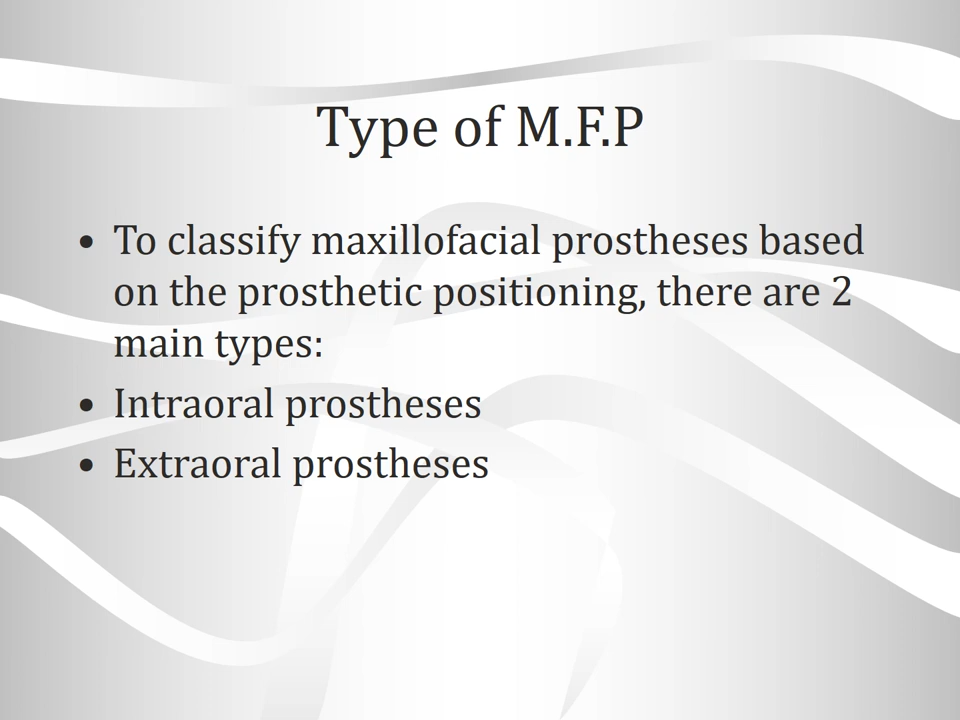 Type of M.F.P
• To classify maxillofacial prostheses based
on the prosthetic positioning, there are 2
main types:
• Intraoral prostheses
• Extraoral prostheses